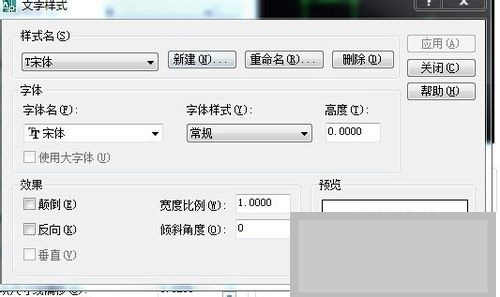 文字样式
样式名(S)
T宋体 新建(N)... 重命名(R)... 删除(D) 应用(A)
关闭(C)
帮助(H)
字体
字体名(F): 字体样式(Y): 高度(T):
宋体 常规 0.0000
使用大字体(U)
效果 预览
颠倒(E) 宽度比例(W): 1.0000
反向(K) 倾斜角度(O): 0
垂直(V)